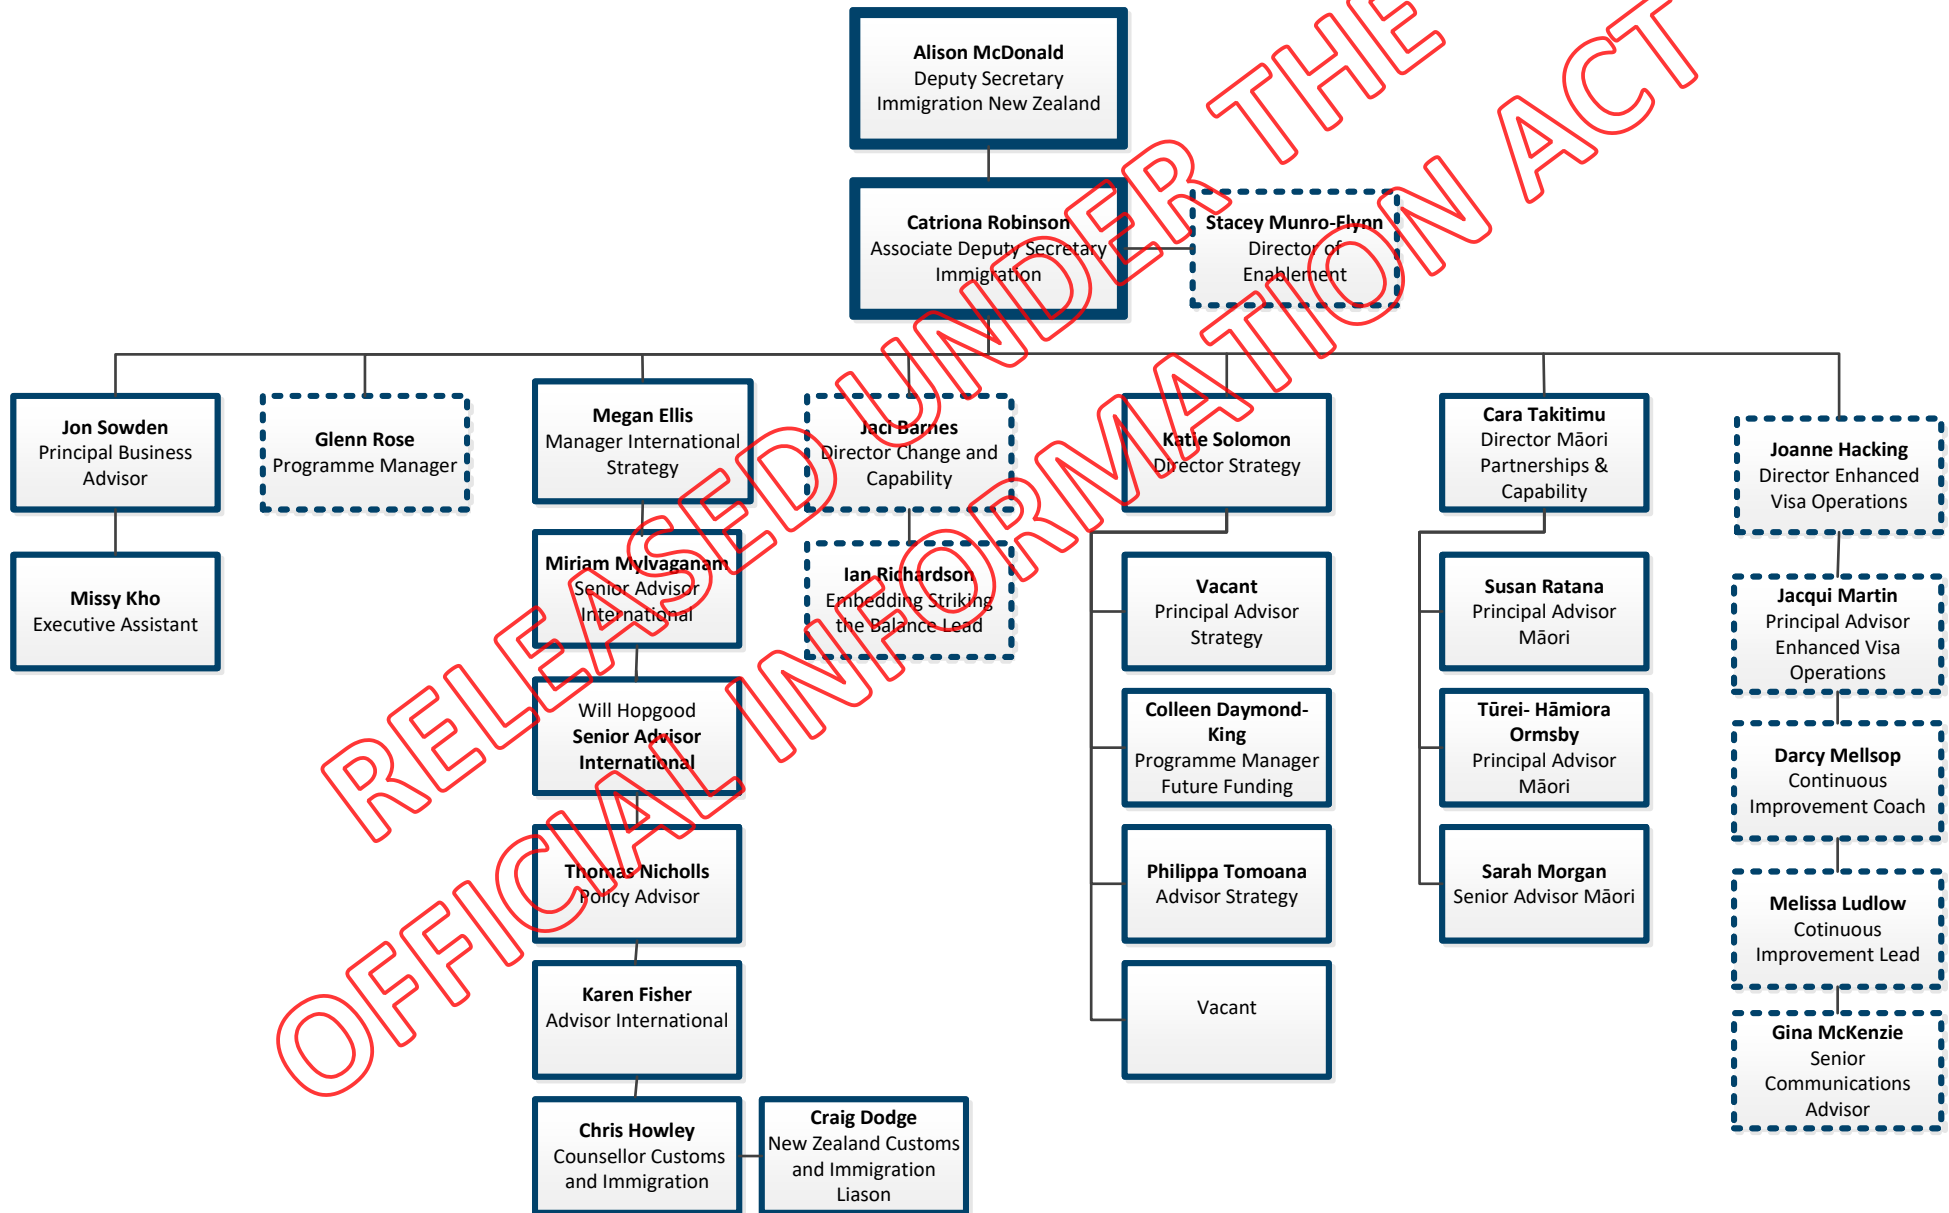 Alison McDonald
Deputy Secretary
Immigration New Zealand
Catriona Robinson
Associate Deputy Secretary
Immigration
Stacey Munro-Flynn
Director of
Enablement
Jon Sowden
Principal Business
Advisor
Missy Kho
Executive Assistant
Glenn Rose
Programme Manager
Megan Ellis
Manager International
Strategy
Miriam Mylvaganam
Senior Advisor
International
Will Hopgood
Senior Advisor
International
Thomas Nicholls
Policy Advisor
Karen Fisher
Advisor International
Chris Howley
Counsellor Customs
and Immigration
Craig Dodge
New Zealand Customs
and Immigration
Liason
Jaci Barnes
Director Change and
Capability
Ian Richardson
Embedding Striking
the Balance Lead
Katie Solomon
Director Strategy
Vacant
Principal Advisor
Strategy
Colleen Daymond-
King
Programme Manager
Future Funding
Philippa Tomoana
Advisor Strategy
Vacant
Cara Takitimu
Director Māori
Partnerships &
Capability
Susan Ratana
Principal Advisor
Māori
Tūrei- Hāmiora
Ormsby
Principal Advisor
Māori
Sarah Morgan
Senior Advisor Māori
Joanne Hacking
Director Enhanced
Visa Operations
Jacqui Martin
Principal Advisor
Enhanced Visa
Operations
Darcy Mellsop
Continuous
Improvement Coach
Melissa Ludlow
Cotinuous
Improvement Lead
Gina McKenzie
Senior
Communications
Advisor
RELEASED UNDER THE
OFFICIAL INFORMATION ACT